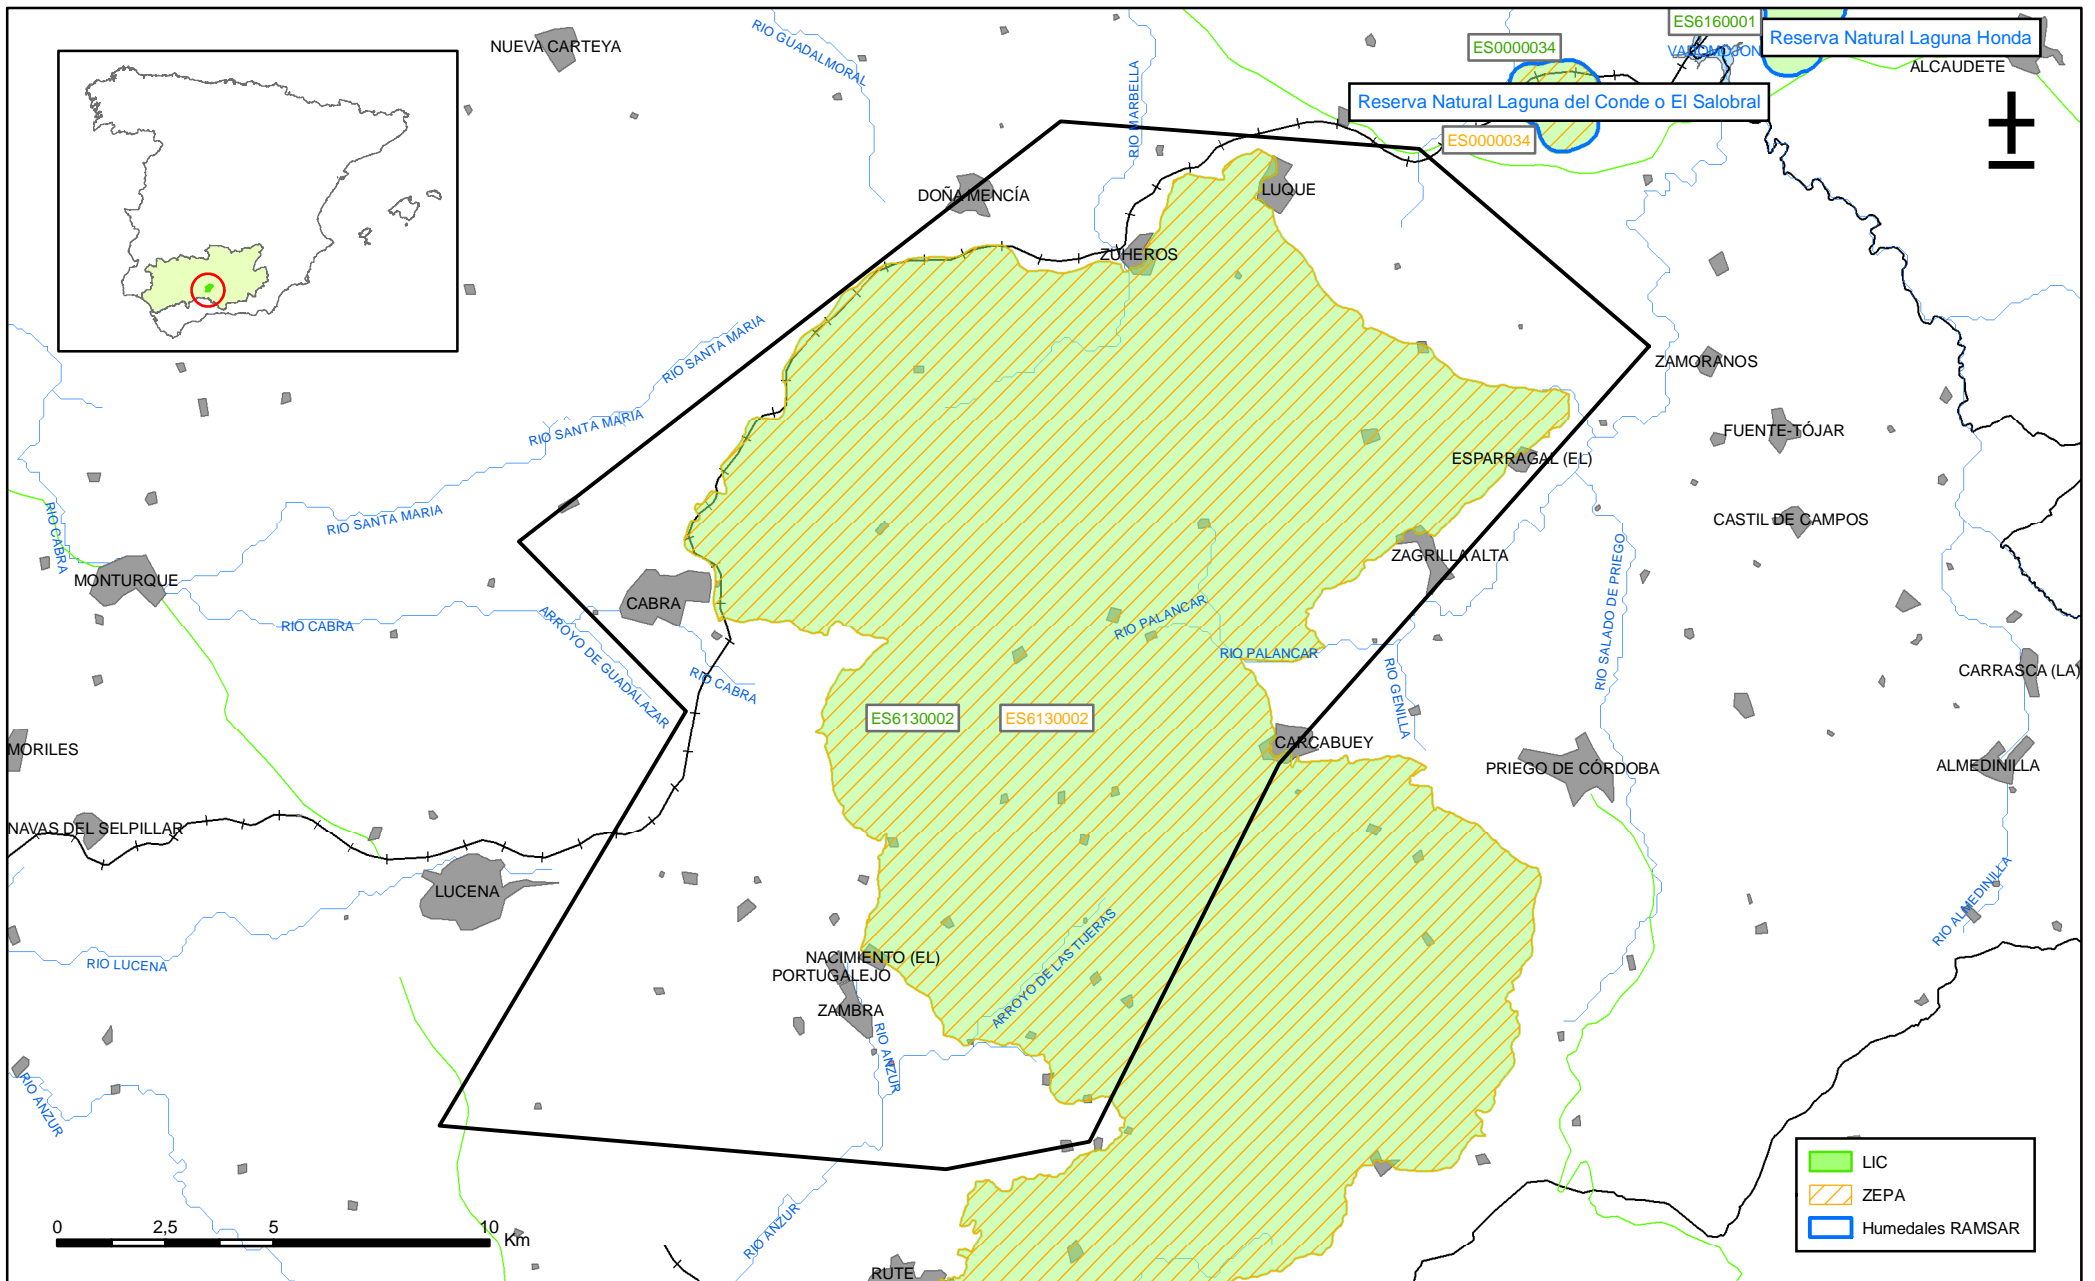 ES6160001
Reserva Natural Laguna Honda
NUEVA CARTEYA
RIO GUADALMORAL
ES0000034
ALCAUDETE
RIO MARBELLA
Reserva Natural Laguna del Conde o El Salobral
ES0000034
LUQUE
DOÑA MENCÍA
ZUHEROS
RIO SANTA MARIA
ZAMORANOS
RIO SANTA MARIA
FUENTE-TÓJAR
ESPARRAGAL (EL)
RIO SANTA MARIA
RIO CABRA
CASTIL DE CAMPOS
ZAGRILLA ALTA
MONTURQUE
CABRA
RIO SALADO DE PRIEGO
RIO CABRA
ARROYO DE GUADALAZAR
RIO PALANCAR
RIO PALANCAR
RIO CABRA
RIO GENILLA
CARRASCA (LA)
ES6130002
ES6130002
MORILES
CARCABUEY
PRIEGO DE CÓRDOBA
ALMEDINILLA
NAVAS DEL SELPILLAR
LUCENA
RIO ALMEDINILLA
ARROYO DE LAS TIJERAS
RIO LUCENA
NACIMIENTO (EL)
PORTUGALEJO
ZAMBRA
RIO ANZUR
RIO ANZUR
RIO ANZUR
LIC
ZEPA
Humedales RAMSAR
0 2,5 5 10
Km
RUTE